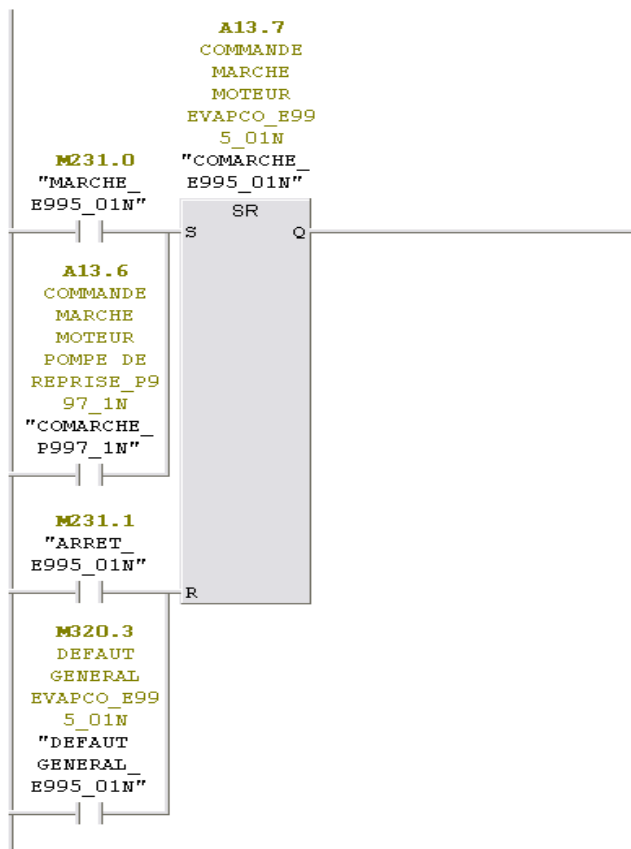 A13.7
COMMANDE
MARCHE
MOTEUR
EVAPCO_E99
5_01N
"COMARCHE_
E995_01N"
M231.0
"MARCHE_
E995_01N"
SR
S
Q
A13.6
COMMANDE
MARCHE
MOTEUR
POMPE DE
REPRISE_P9
97_1N
"COMARCHE_
P997_1N"
M231.1
"ARRET_
E995_01N"
R
M320.3
DEFAUT
GENERAL
EVAPCO_E99
5_01N
"DEFAUT
GENERAL_
E995_01N"